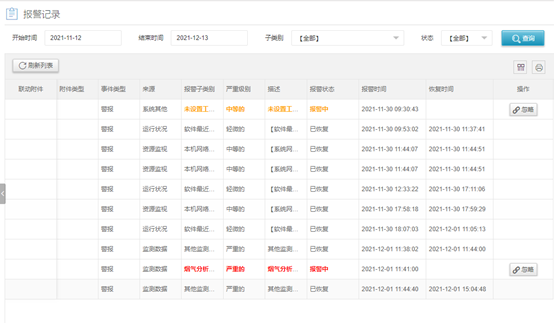 报警记录
开始时间 2021-11-12 结束时间 2021-12-13 子类别 【全部】 状态 【全部】 查询
刷新列表
联动附件 附件类型 事件类型 来源 报警子类别 严重级别 描述 报警状态 报警时间 恢复时间 操作
警报 系统其他 未设置工... 中等的 未设置工... 报警中 2021-11-30 09:30:43 忽略
警报 运行状况 软件最近... 轻微的 【软件最... 已恢复 2021-11-30 09:53:02 2021-11-30 11:37:41
警报 资源监视 本机网络... 中等的 【系统网... 已恢复 2021-11-30 11:44:07 2021-11-30 11:44:51
警报 资源监视 本机网络... 中等的 【系统网... 已恢复 2021-11-30 11:44:07 2021-11-30 11:44:51
警报 运行状况 软件最近... 轻微的 【软件最... 已恢复 2021-11-30 12:33:22 2021-11-30 17:11:06
警报 资源监视 本机网络... 中等的 【系统网... 已恢复 2021-11-30 17:58:18 2021-11-30 17:59:29
警报 运行状况 软件最近... 轻微的 【软件最... 已恢复 2021-12-01 18:07:03 2021-12-01 11:05:13
警报 监测数据 其他监测... 严重的 其他监测... 已恢复 2021-12-01 11:38:02 2021-12-01 11:44:00
警报 监测数据 烟气分析... 严重的 烟气分析... 报警中 2021-12-01 11:41:00 忽略
警报 监测数据 其他监测... 严重的 其他监测... 已恢复 2021-12-01 11:44:40 2021-12-01 15:04:48